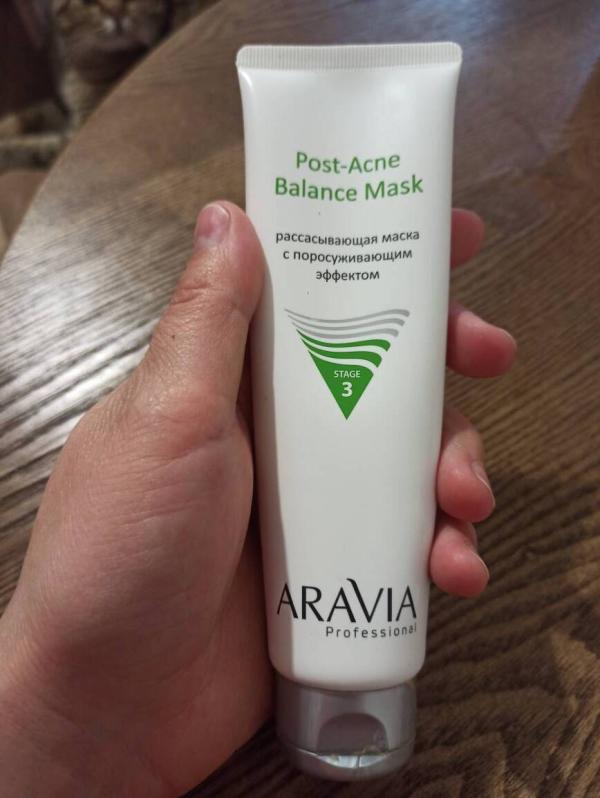 Post-Acne
Balance Mask
рассасывающая маска
с поросуживающим
эффектом
STAGE
3
ARAVIA
Professional